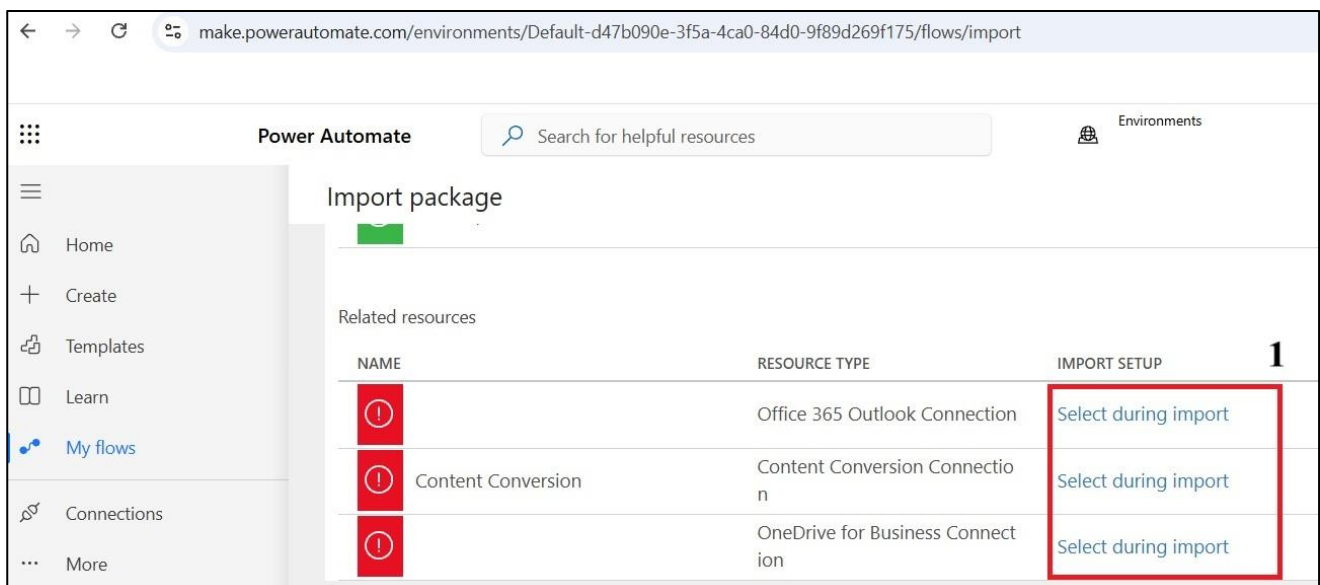 make.powerautomate.com/environments/Default-d47b090e-3f5a-4ca0-84d0-9f89d269f175/flows/import
Power Automate
Search for helpful resources
Environments
Import package
Home
Create
Templates
Learn
My flows
Connections
More
Related resources
NAME
RESOURCE TYPE
IMPORT SETUP
1
Office 365 Outlook Connection
Select during import
Content Conversion
Content Conversion Connectio
n
Select during import
OneDrive for Business Connect
ion
Select during import